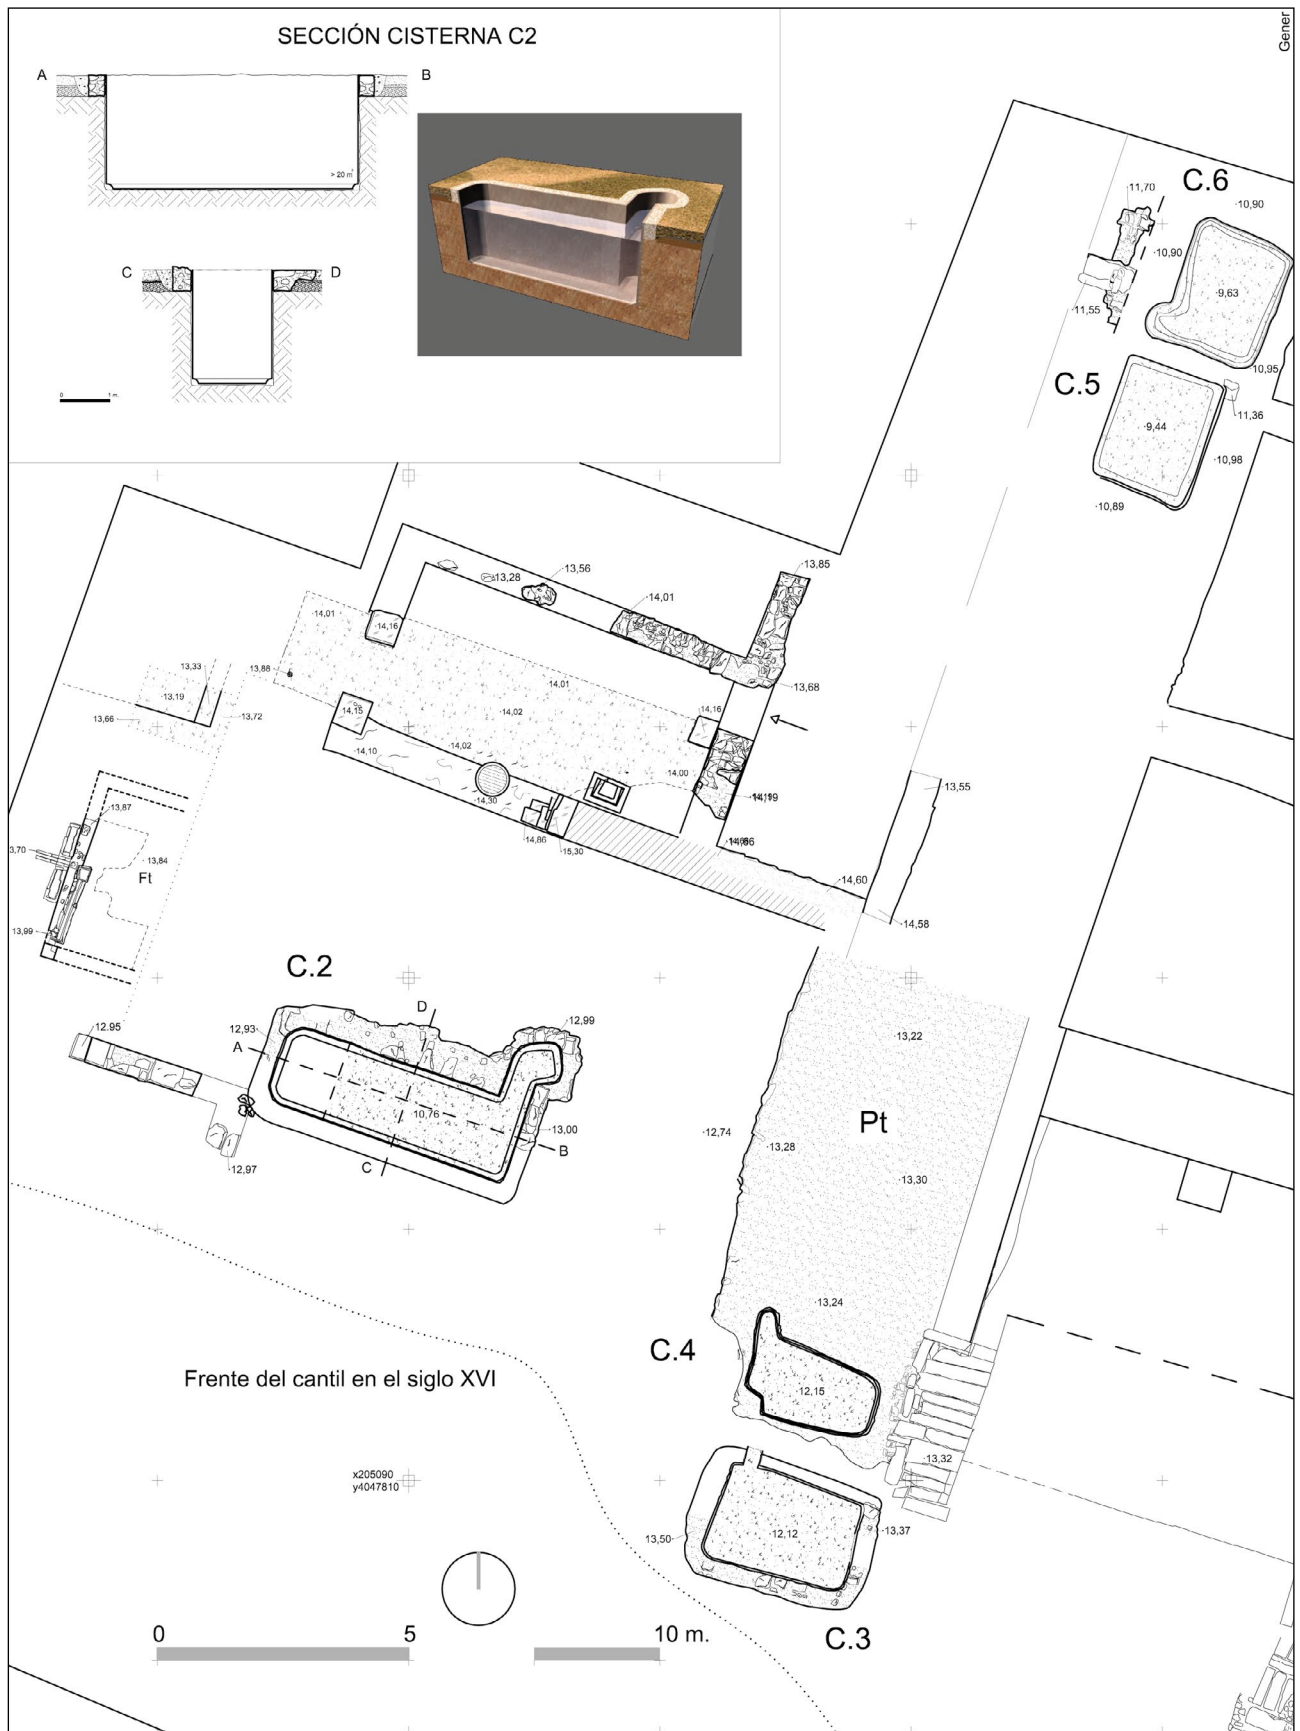 Gener
SECCIÓN CISTERNA C2
A
B
> 20 m³
C
D
0
1 m.
C.6
11,70
·10,90
·10,90
·9,63
·11,55
C.5
·10,95
·11,36
·9,44
·10,98
·10,89
·13,85
·13,56
·13,28
·14,01
·14,01
·14,16
13,33
13,88
·14,01
·13,68
·13,19
·14,02
·14,15
·14,16
·13,66
·13,72
·14,02
·14,10
·14,00
·14,30
·14,19
·13,55
·13,87
·14,86
·15,30
3,70
·13,84
Ft
·14,60
·14,58
13,99
C.2
D
12.95
12,93
·12,99
·13,22
A
·10,76
·13,00
Pt
·12,74
·13,28
B
C
·12,97
·13,30
·13,24
C.4
Frente del cantil en el siglo XVI
·12,15
·13,32
x205090
y4047810
13,50
·12,12
·13,37
0
5
10 m.
C.3